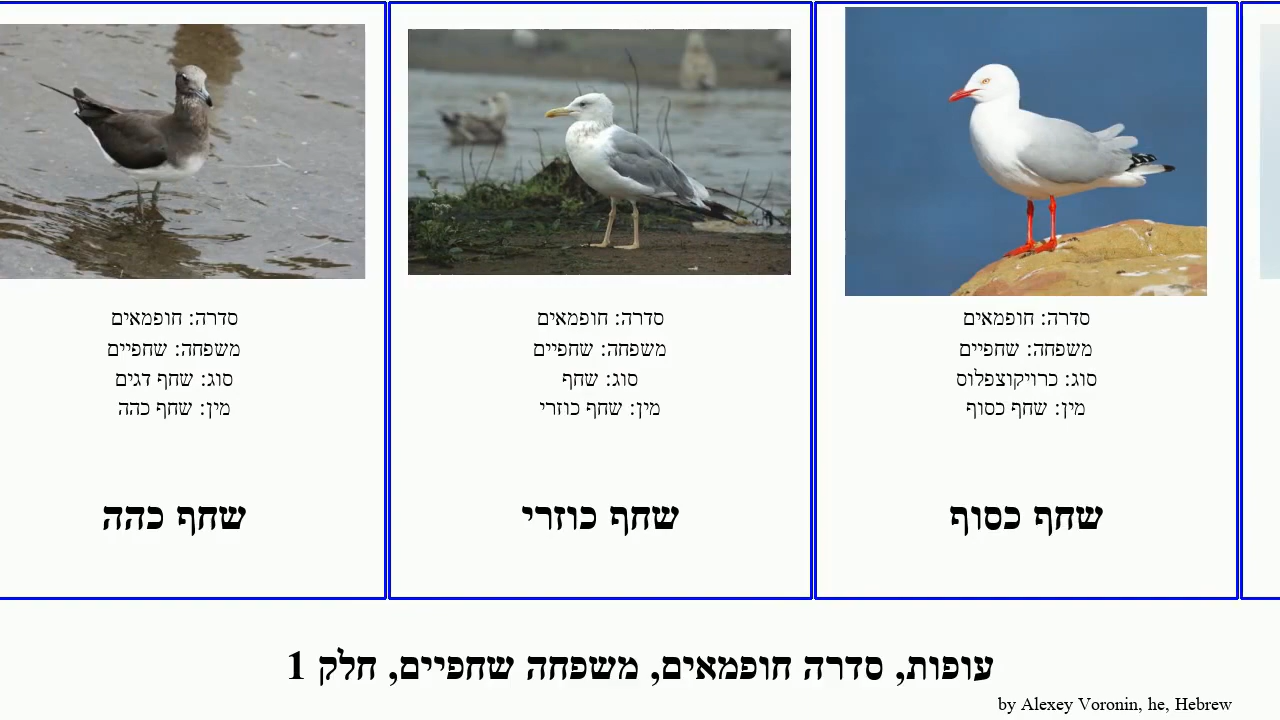 סדרה: חופמאים
משפחה: שחפיים
סוג: כרויקוצפלוס
מין: שחף כסוף
שחף כסוף
סדרה: חופמאים
משפחה: שחפיים
סוג: שחף
מין: שחף כוזרי
שחף כוזרי
סדרה: חופמאים
משפחה: שחפיים
סוג: שחף דגים
מין: שחף כהה
שחף כהה
עופות, סדרה חופמאים, משפחה שחפיים, חלק 1
by Alexey Voronin, he, Hebrew